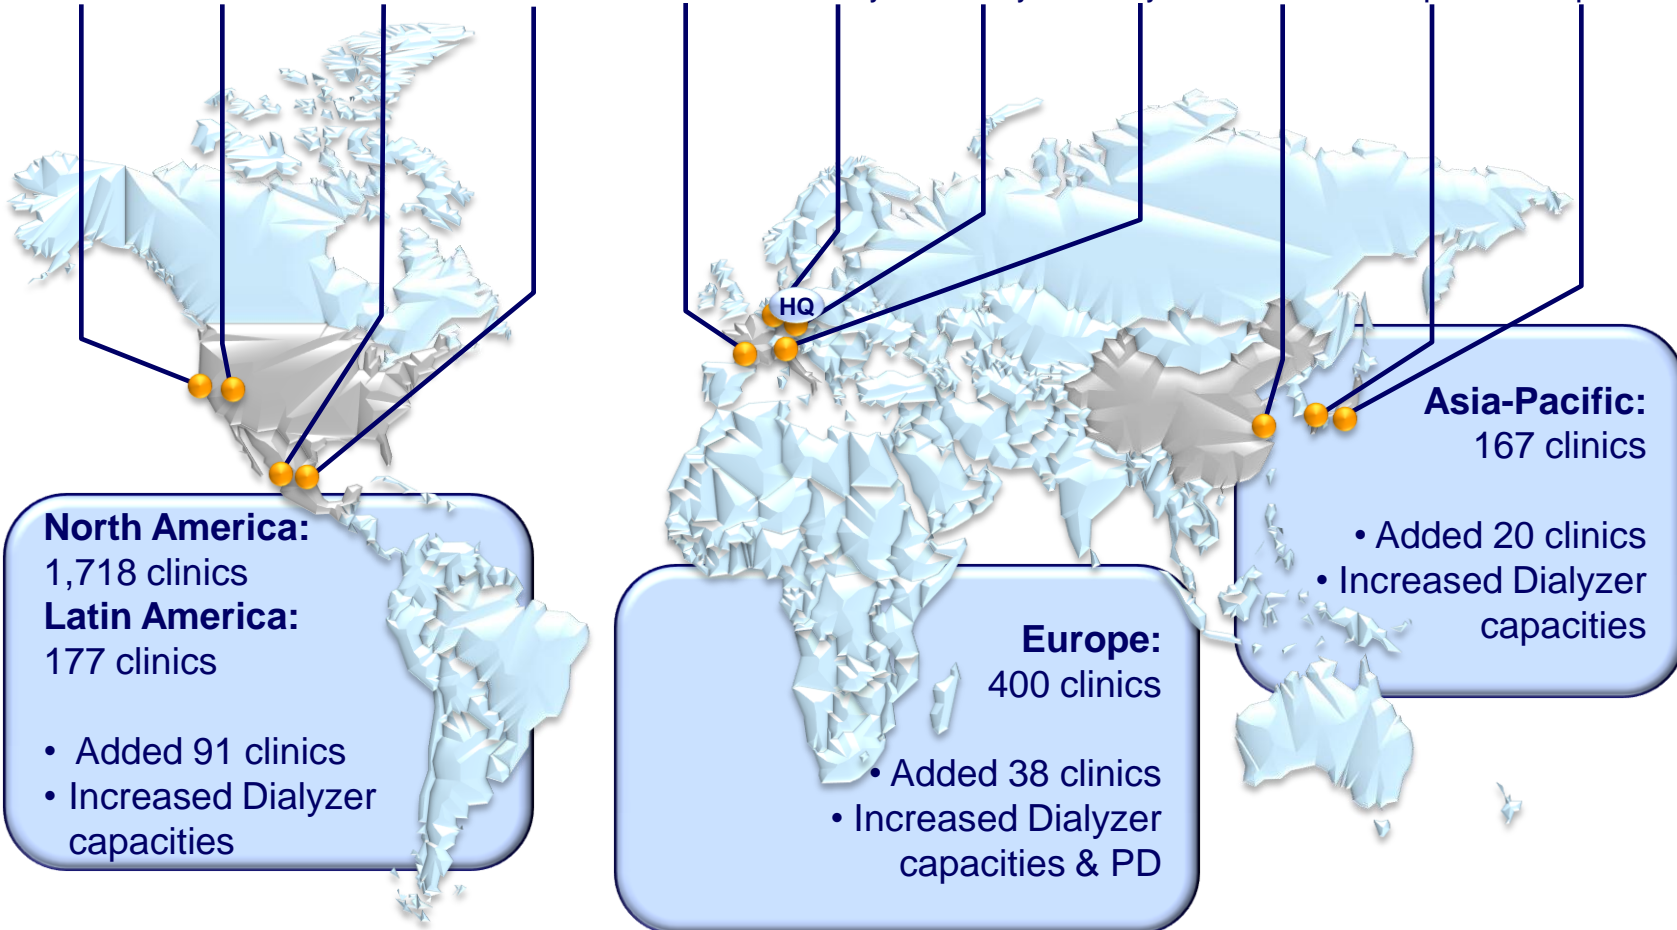 HQ
North America:
1,718 clinics
Latin America:
177 clinics
• Added 91 clinics
• Increased Dialyzer
capacities
Europe:
400 clinics
• Added 38 clinics
• Increased Dialyzer
capacities & PD
Asia-Pacific:
167 clinics
• Added 20 clinics
• Increased Dialyzer
capacities